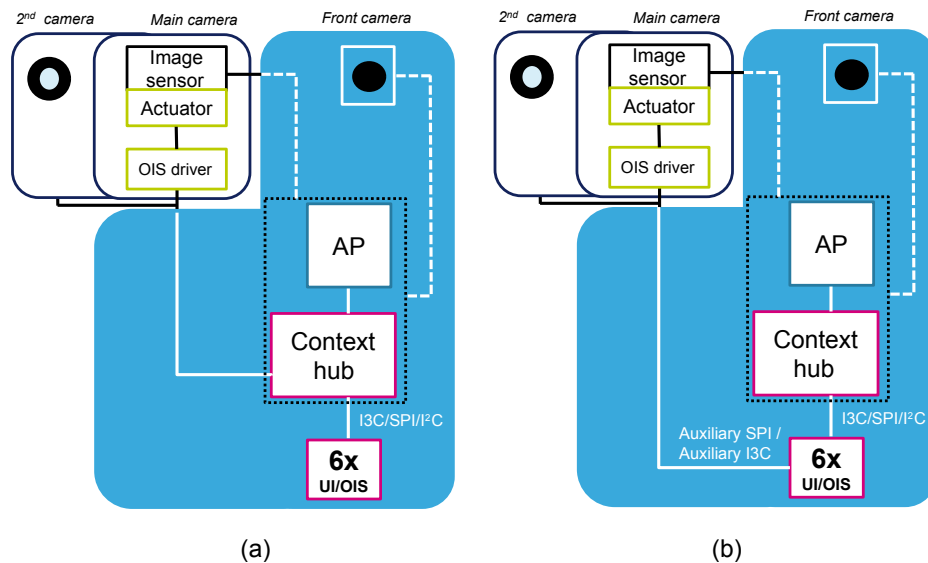 2nd camera
Main camera
Front camera
Image
sensor
Actuator
OIS driver
AP
Context
hub
I3C/SPI/I²C
6x
UI/OIS
(a)
2nd camera
Main camera
Front camera
Image
sensor
Actuator
OIS driver
AP
Context
hub
I3C/SPI/I²C
Auxiliary SPI /
Auxiliary I3C
6x
UI/OIS
(b)